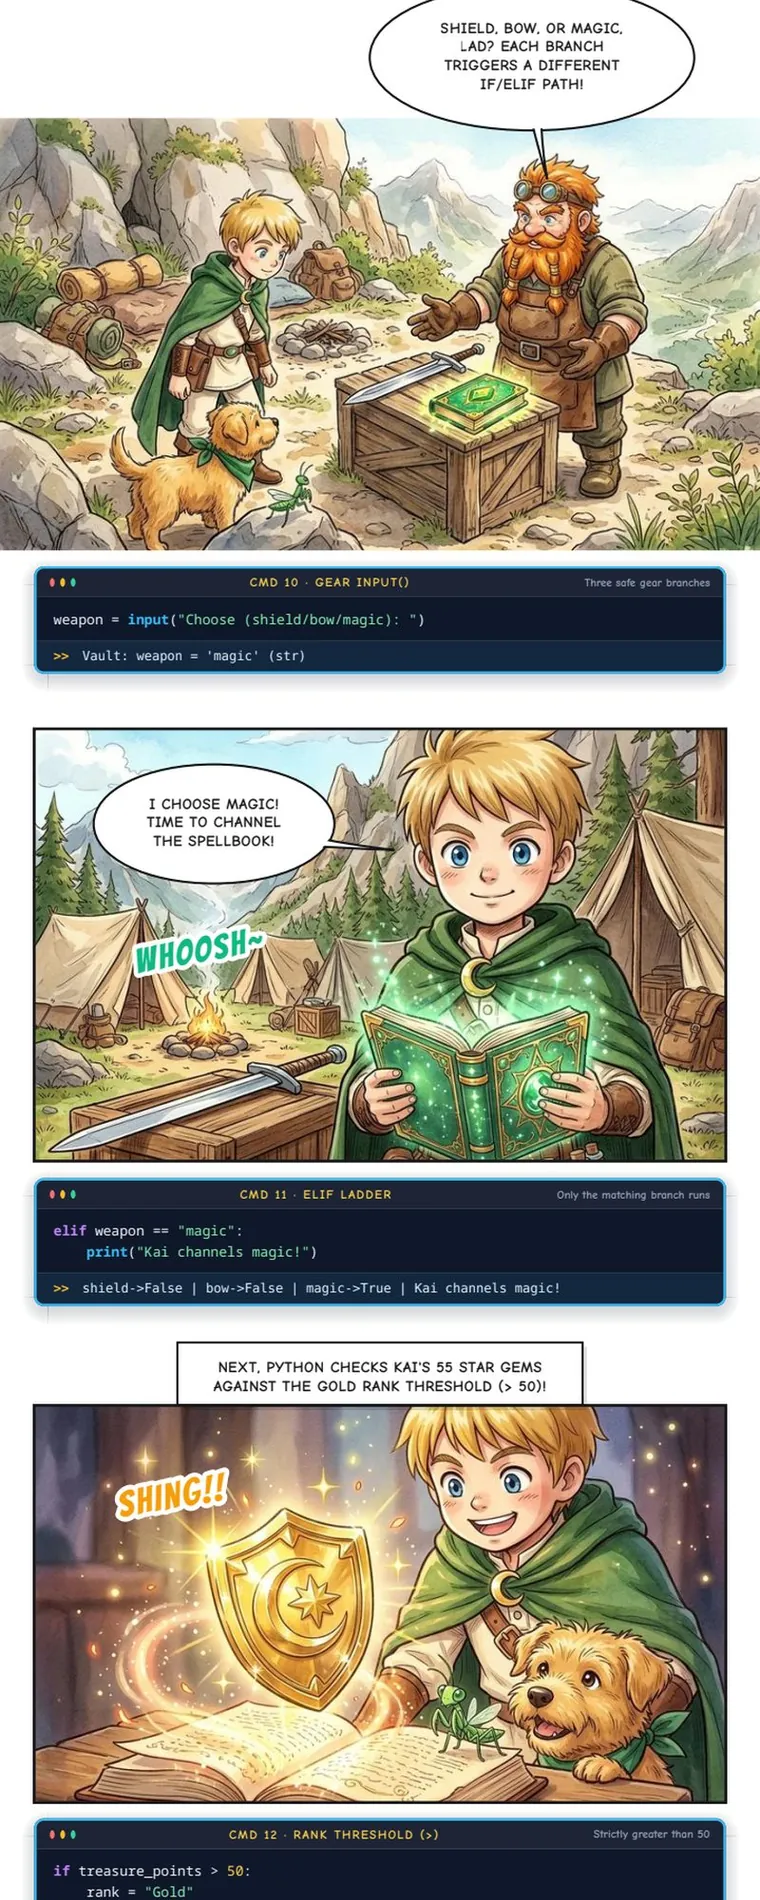 SHIELD, BOW, OR MAGIC,
LAD? EACH BRANCH
TRIGGERS A DIFFERENT
IF/ELIF PATH!
CMD 10 · GEAR INPUT()
Three safe gear branches
weapon = input("Choose (shield/bow/magic): ")
>> Vault: weapon = 'magic' (str)
I CHOOSE MAGIC!
TIME TO CHANNEL
THE SPELLBOOK!
WHOOSH~
CMD 11 · ELIF LADDER
Only the matching branch runs
elif weapon == "magic":
    print("Kai channels magic!")
>> shield->False | bow->False | magic->True | Kai channels magic!
NEXT, PYTHON CHECKS KAI'S 55 STAR GEMS
AGAINST THE GOLD RANK THRESHOLD (> 50)!
SHING!!
CMD 12 · RANK THRESHOLD (>)
Strictly greater than 50
if treasure_points > 50:
    rank = "Gold"